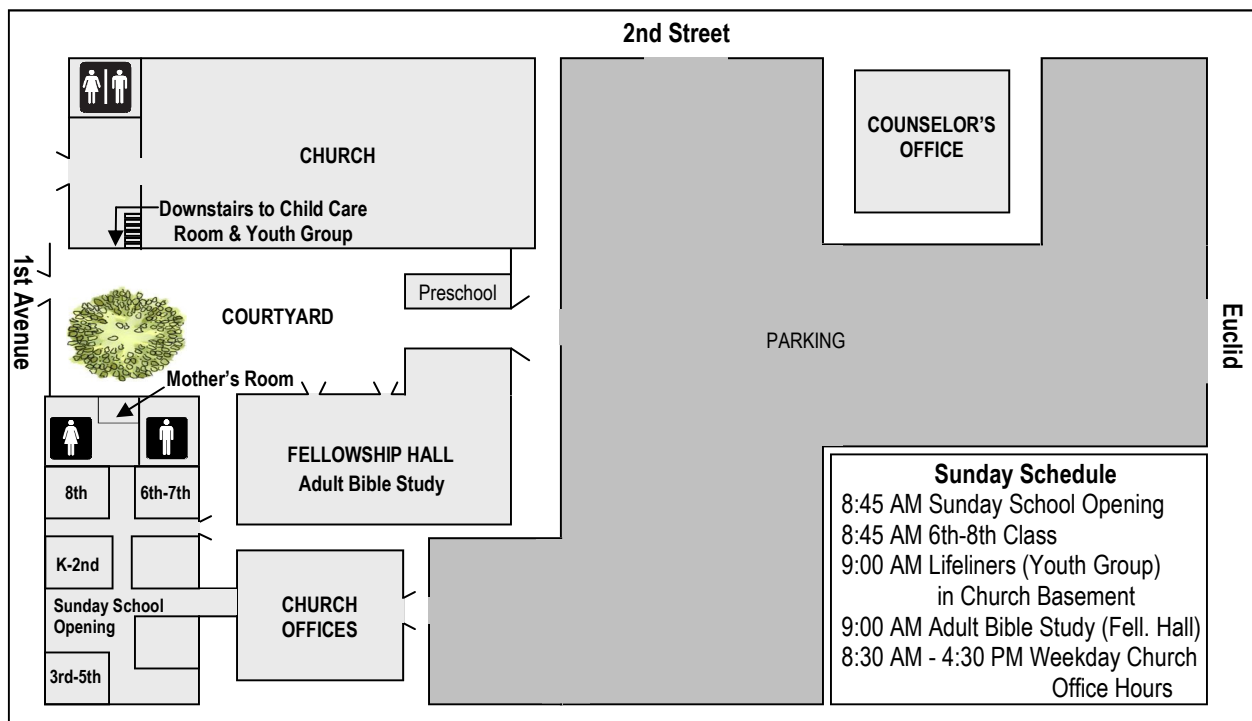 2nd Street
CHURCH
COUNSELOR'S
OFFICE
Downstairs to Child Care
Room & Youth Group
1st Avenue
Preschool
COURTYARD
PARKING
Euclid
Mother's Room
FELLOWSHIP HALL
Adult Bible Study
8th
6th-7th
K-2nd
Sunday School
Opening
3rd-5th
CHURCH
OFFICES
Sunday Schedule
8:45 AM Sunday School Opening
8:45 AM 6th-8th Class
9:00 AM Lifeliners (Youth Group)
in Church Basement
9:00 AM Adult Bible Study (Fell. Hall)
8:30 AM - 4:30 PM Weekday Church
Office Hours